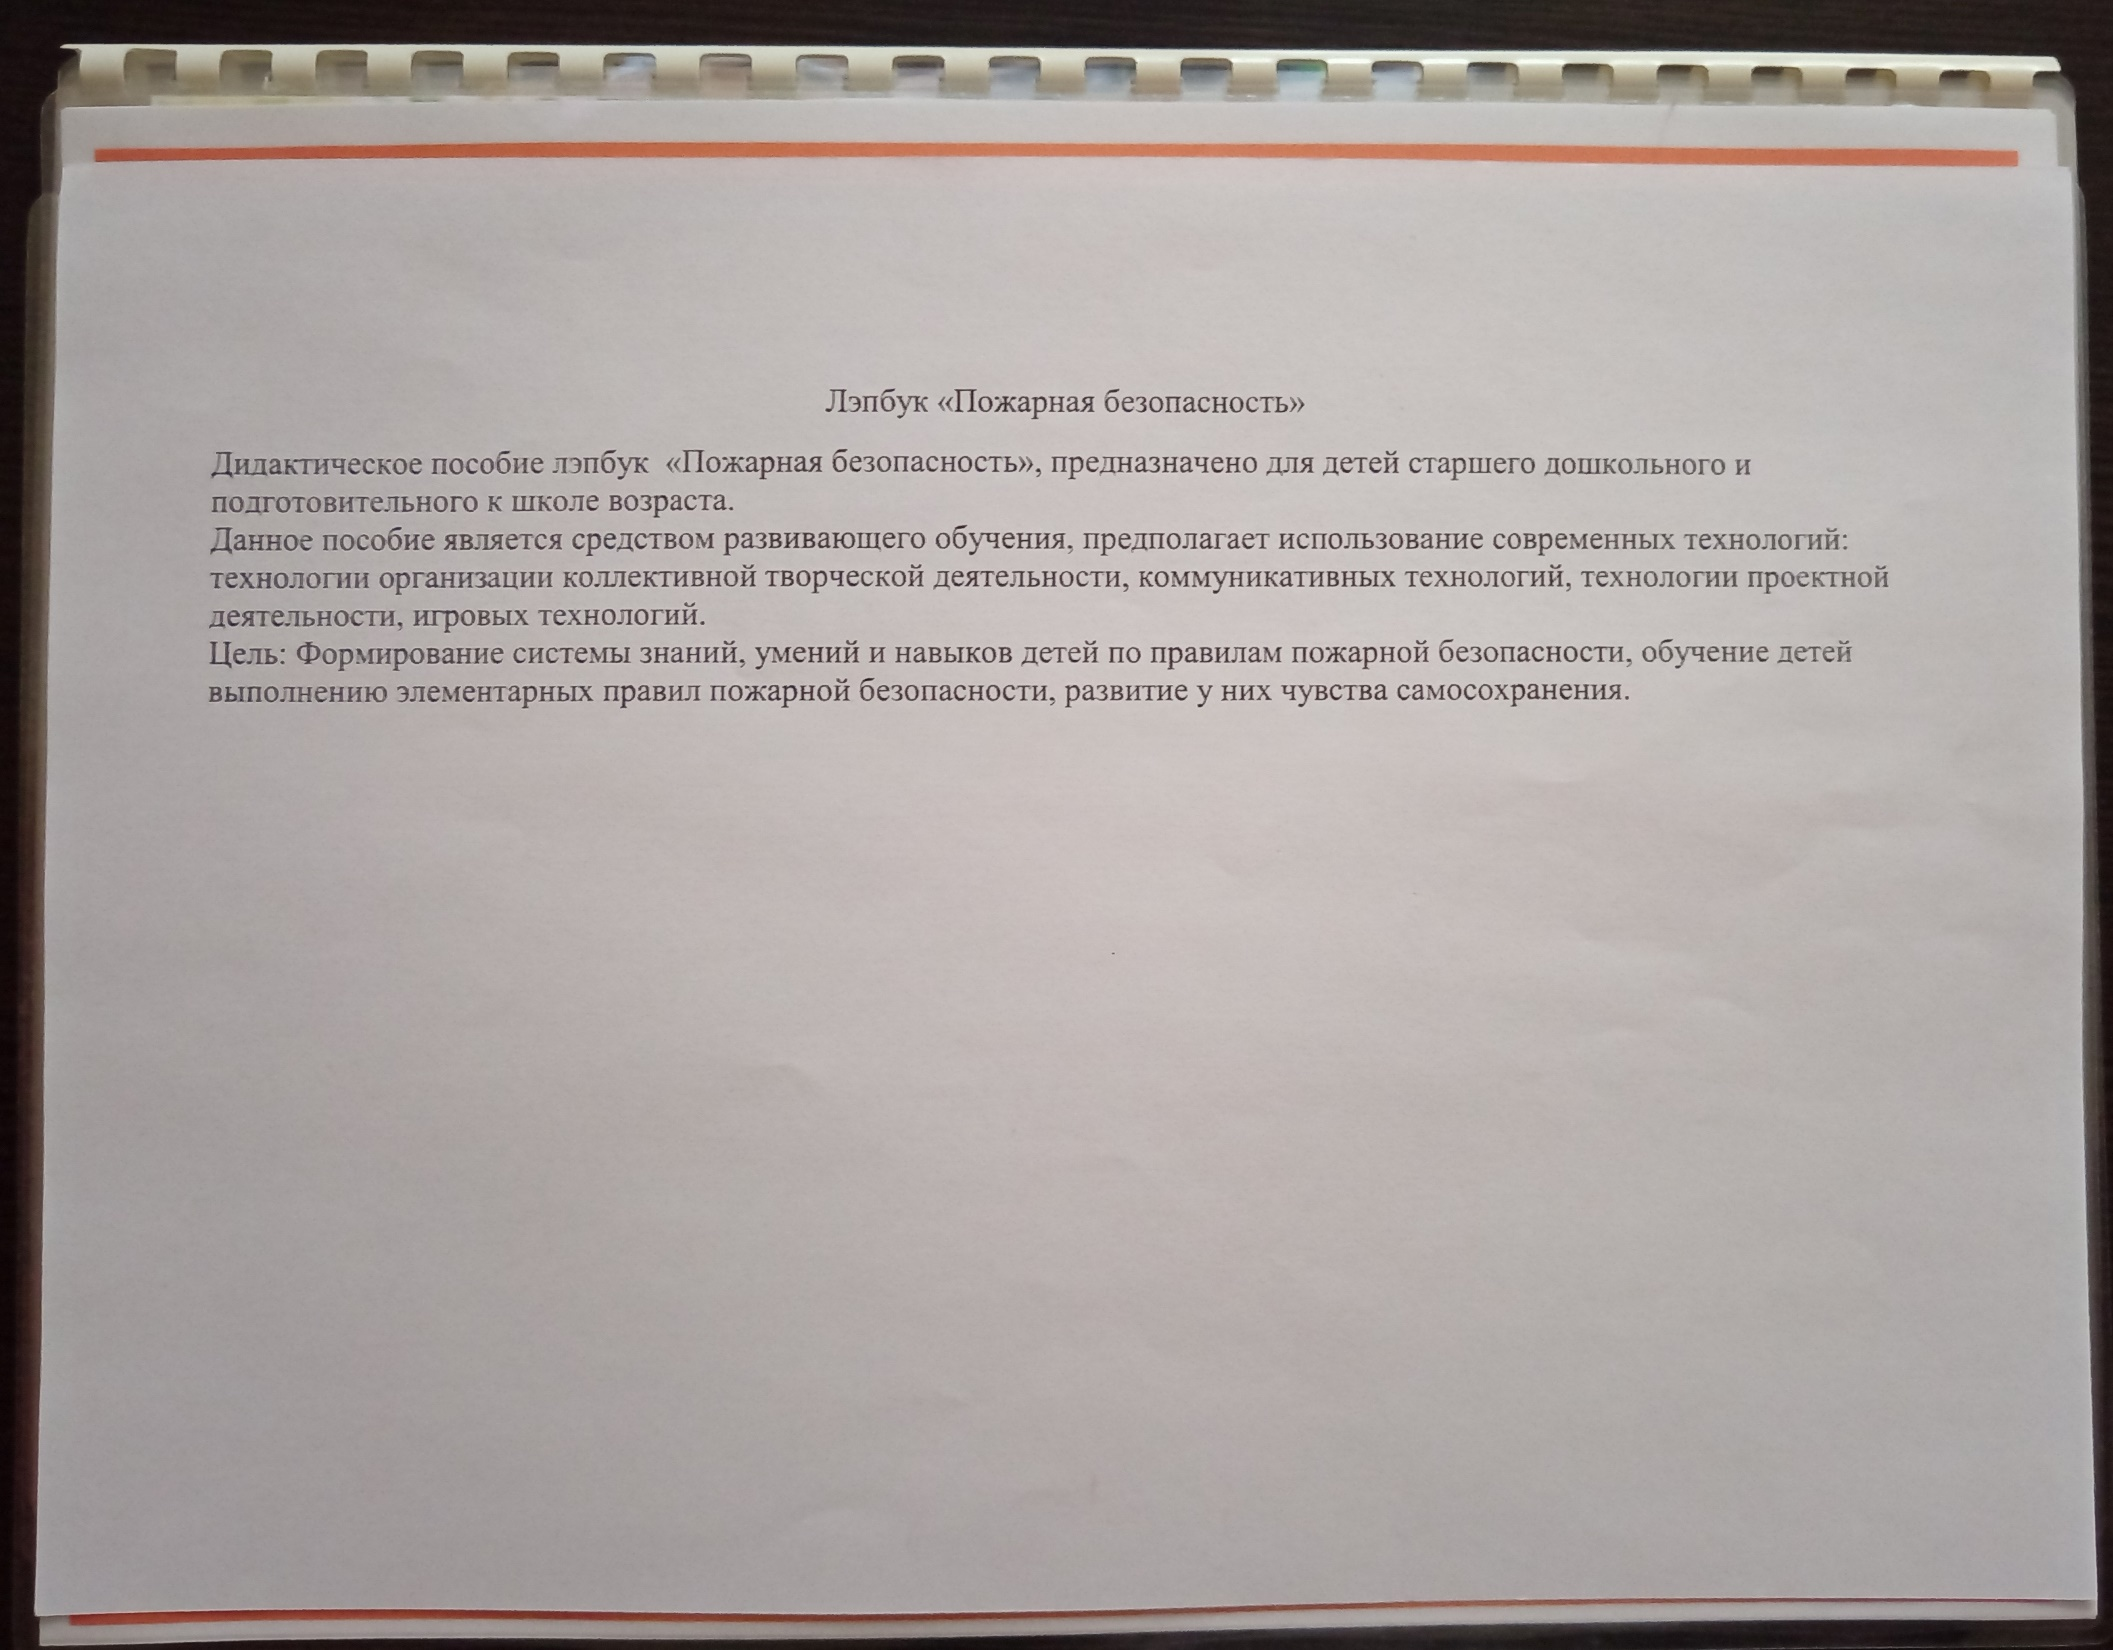 Лэпбук «Пожарная безопасность»
Дидактическое пособие лэпбук «Пожарная безопасность», предназначено для детей старшего дошкольного и
подготовительного к школе возраста.
Данное пособие является средством развивающего обучения, предполагает использование современных технологий:
технологии организации коллективной творческой деятельности, коммуникативных технологий, технологии проектной
деятельности, игровых технологий.
Цель: Формирование системы знаний, умений и навыков детей по правилам пожарной безопасности, обучение детей
выполнению элементарных правил пожарной безопасности, развитие у них чувства самосохранения.